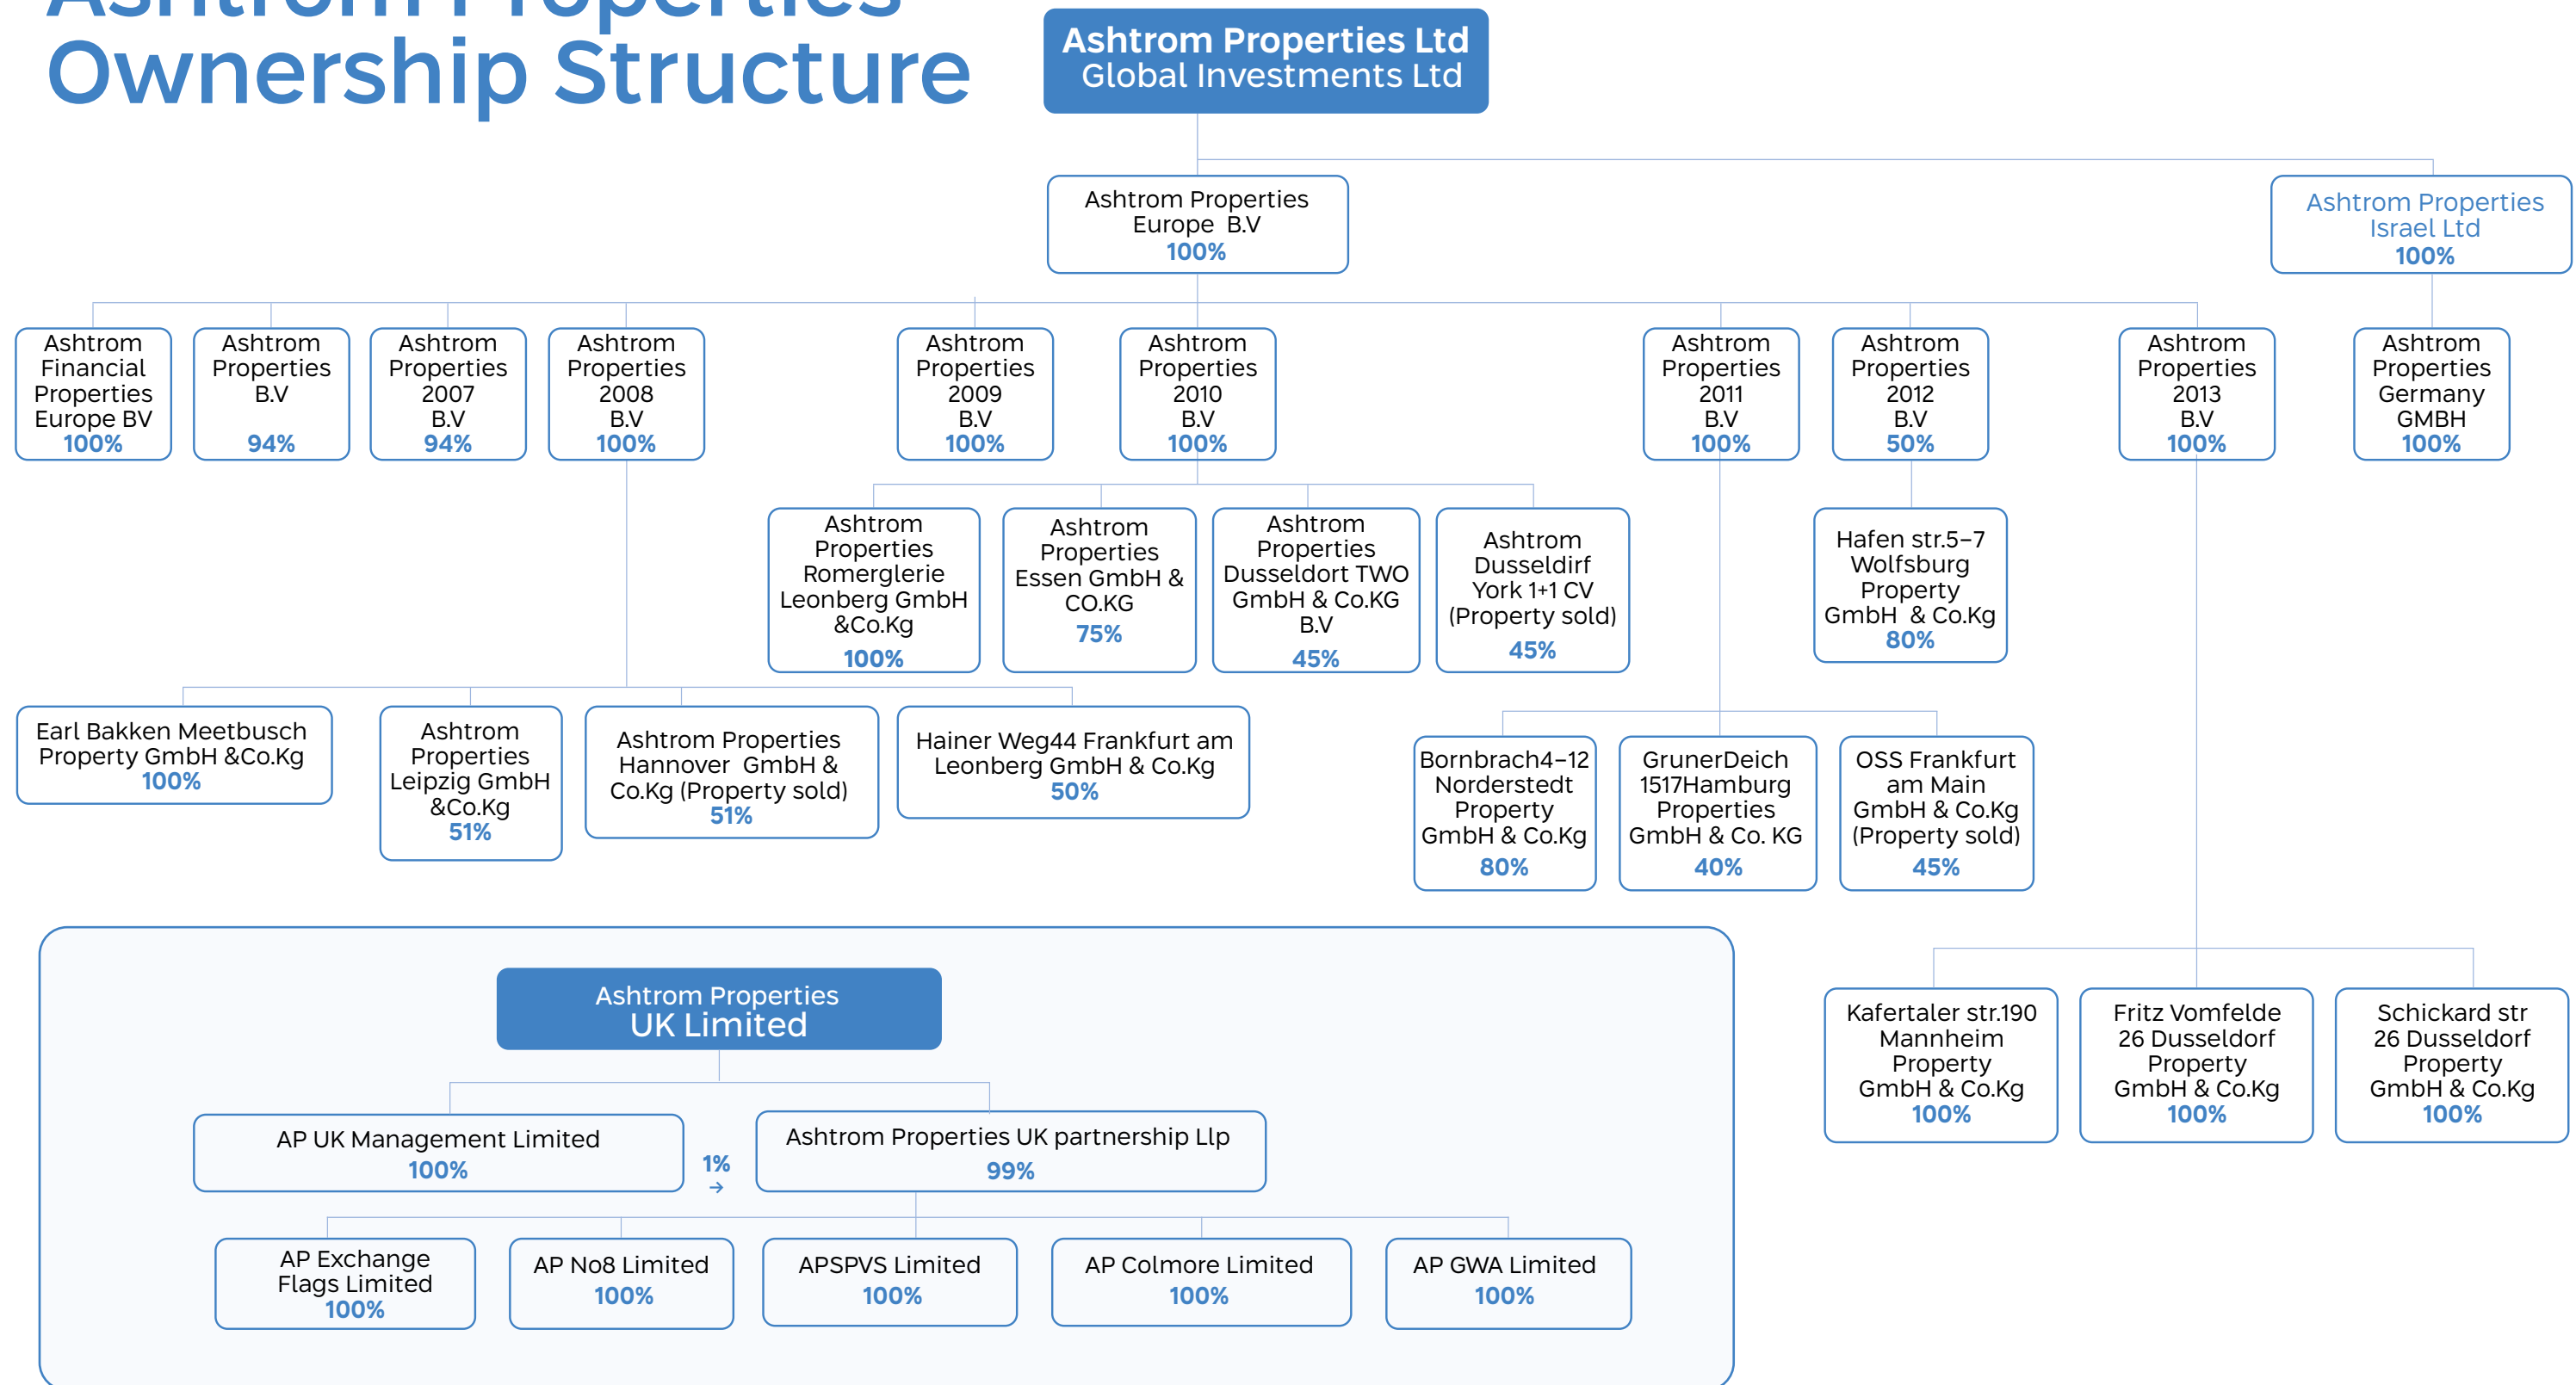 Ashtrom Properties
Ownership Structure
Ashtrom Properties Ltd
Global Investments Ltd
Ashtrom Properties
Europe B.V
100%
Ashtrom Properties
Israel Ltd
100%
Ashtrom
Financial
Properties
Europe BV
100%
Ashtrom
Properties
B.V
94%
Ashtrom
Properties
2007
B.V
94%
Ashtrom
Properties
2008
B.V
100%
Ashtrom
Properties
2009
B.V
100%
Ashtrom
Properties
2010
B.V
100%
Ashtrom
Properties
2011
B.V
100%
Ashtrom
Properties
2012
B.V
50%
Ashtrom
Properties
2013
B.V
100%
Ashtrom
Properties
Germany
GMBH
100%
Ashtrom
Properties
Romerglerie
Leonberg GmbH
&Co.Kg
100%
Ashtrom
Properties
Essen GmbH &
CO.KG
75%
Ashtrom
Properties
Dusseldort TWO
GmbH & Co.KG
B.V
45%
Ashtrom
Dusseldirf
York 1+1 CV
(Property sold)
45%
Hafen str.5–7
Wolfsburg
Property
GmbH & Co.Kg
80%
Earl Bakken Meetbusch
Property GmbH &Co.Kg
100%
Ashtrom
Properties
Leipzig GmbH
&Co.Kg
51%
Ashtrom Properties
Hannover GmbH &
Co.Kg (Property sold)
51%
Hainer Weg44 Frankfurt am
Leonberg GmbH & Co.Kg
50%
Bornbrach4–12
Norderstedt
Property
GmbH & Co.Kg
80%
GrunerDeich
1517Hamburg
Properties
GmbH & Co. KG
40%
OSS Frankfurt
am Main
GmbH & Co.Kg
(Property sold)
45%
Kafertaler str.190
Mannheim
Property
GmbH & Co.Kg
100%
Fritz Vomfelde
26 Dusseldorf
Property
GmbH & Co.Kg
100%
Schickard str
26 Dusseldorf
Property
GmbH & Co.Kg
100%
Ashtrom Properties
UK Limited
AP UK Management Limited
100%
1%
→
Ashtrom Properties UK partnership Llp
99%
AP Exchange
Flags Limited
100%
AP No8 Limited
100%
APSPVS Limited
100%
AP Colmore Limited
100%
AP GWA Limited
100%